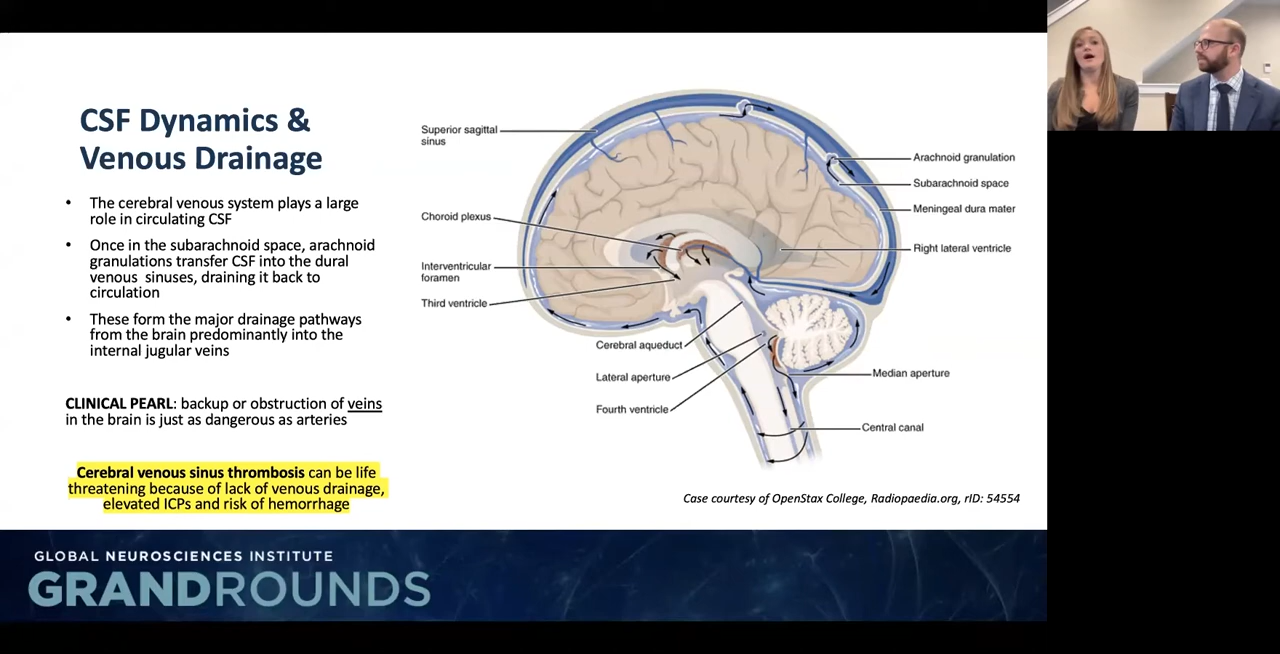 CSF Dynamics &
Venous Drainage
• The cerebral venous system plays a large
role in circulating CSF
• Once in the subarachnoid space, arachnoid
granulations transfer CSF into the dural
venous sinuses, draining it back to
circulation
• These form the major drainage pathways
from the brain predominantly into the
internal jugular veins
CLINICAL PEARL: backup or obstruction of veins
in the brain is just as dangerous as arteries
Cerebral venous sinus thrombosis can be life
threatening because of lack of venous drainage,
elevated ICPs and risk of hemorrhage
Superior sagittal
sinus
Choroid plexus
Interventricular
foramen
Third ventricle
Cerebral aqueduct
Lateral aperture
Fourth ventricle
Arachnoid granulation
Subarachnoid space
Meningeal dura mater
Right lateral ventricle
Median aperture
Central canal
Case courtesy of OpenStax College, Radiopaedia.org, rID: 54554
GLOBAL NEUROSCIENCES INSTITUTE
GRANDROUNDS